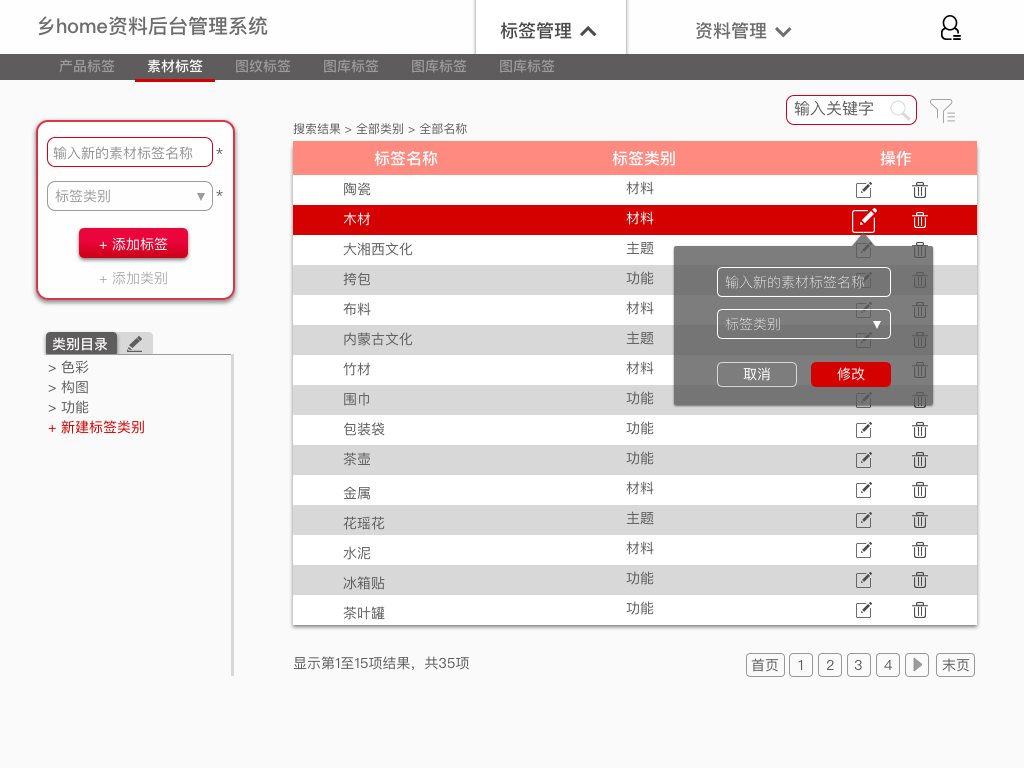 乡home资料后台管理系统
标签管理
资料管理
产品标签 素材标签 图纹标签 图库标签 图库标签 图库标签
输入关键字
搜索结果 > 全部类别 > 全部名称
输入新的素材标签名称 *
标签类别 ▼ *
+ 添加标签
+ 添加类别
类别目录
> 色彩
> 构图
> 功能
+ 新建标签类别
标签名称 标签类别 操作
陶瓷 材料
木材 材料
大湘西文化 主题
挎包 功能
布料 材料
内蒙古文化 主题
竹材 材料
围巾 功能
包装袋 功能
茶壶 功能
金属 材料
花瑶花 主题
水泥 材料
冰箱贴 功能
茶叶罐 功能
输入新的素材标签名称
标签类别 ▼
取消 修改
显示第1至15项结果，共35项
首页 1 2 3 4 末页